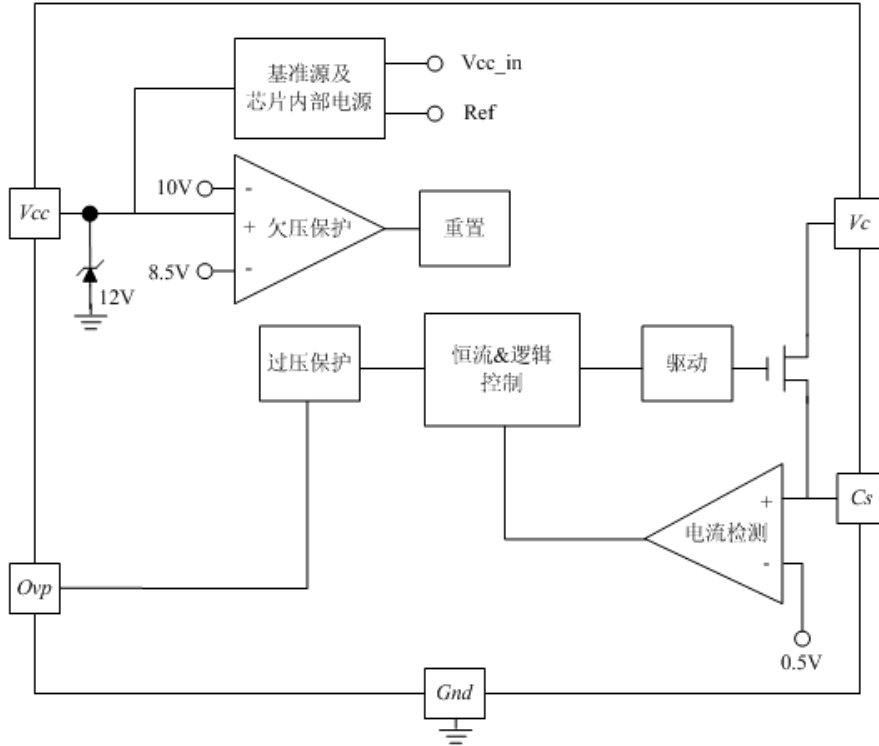 基准源及
芯片内部电源
Vcc_in
Ref
10V
-
Vcc
+
欠压保护
重置
Vc
8.5V
-
12V
过压保护
恒流&逻辑
控制
驱动
+
Cs
电流检测
-
Ovp
0.5V
Gnd